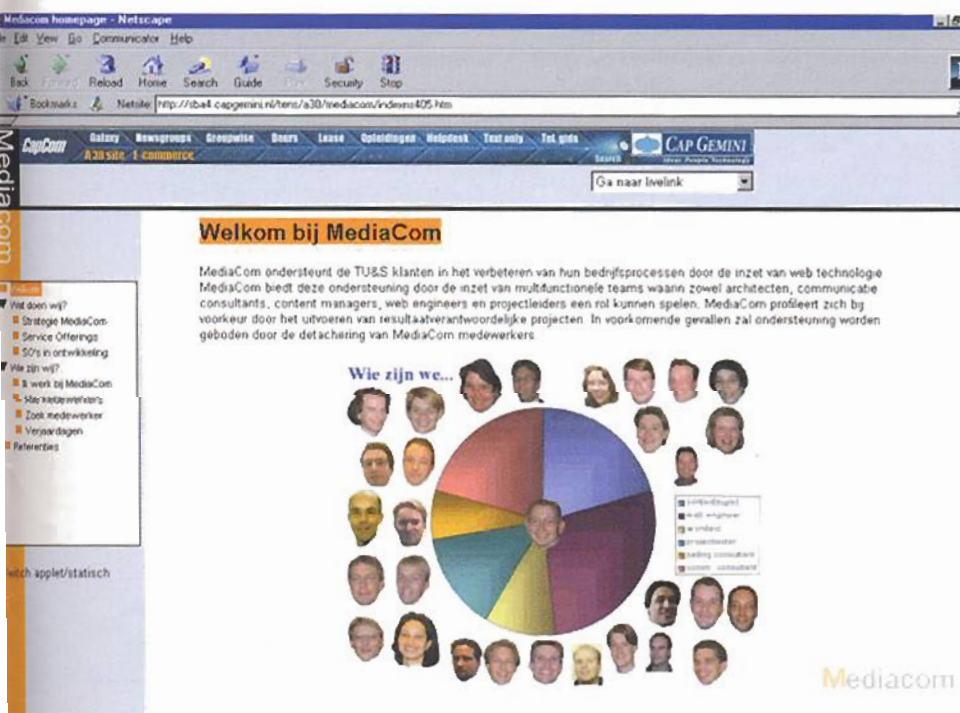 Mediacom homepage - Netscape
Edit View Go Communicator Help
Back Forward Reload Home Search Guide Print Security Stop
Bookmarks Netsite: http://sba4.capgemini.nl/tens/a30/mediacom/indexns405.htm
CapCom Galaxy Newsgroups Groupwise Beurs Lease Opleidingen Helpdesk Text only Tel. gids
A30 site E-commerce Search CAP GEMINI
Ideas People Technology
Ga naar livelink
Mediacom
Welkom bij MediaCom
MediaCom ondersteunt de TU&S klanten in het verbeteren van hun bedrijfsprocessen door de inzet van web technologie
MediaCom biedt deze ondersteuning door de inzet van multifunctionele teams waarin zowel architecten, communicatie
consultants, content managers, web engineers en projectleiders een rol kunnen spelen. MediaCom profileert zich bij
voorkeur door het uitvoeren van resultaatverantwoordelijke projecten. In voorkomende gevallen zal ondersteuning worden
geboden door de detachering van MediaCom medewerkers.
Welkom
Wat doen wij?
Strategie MediaCom
Service Offerings
SO's in ontwikkeling
Wie zijn wij?
Ik werk bij MediaCom
Zoek medewerker
Verjaardagen
Referenties
applet/statisch
Wie zijn we...
web engineer
projectleider
consultant
comm. consultant
Mediacom